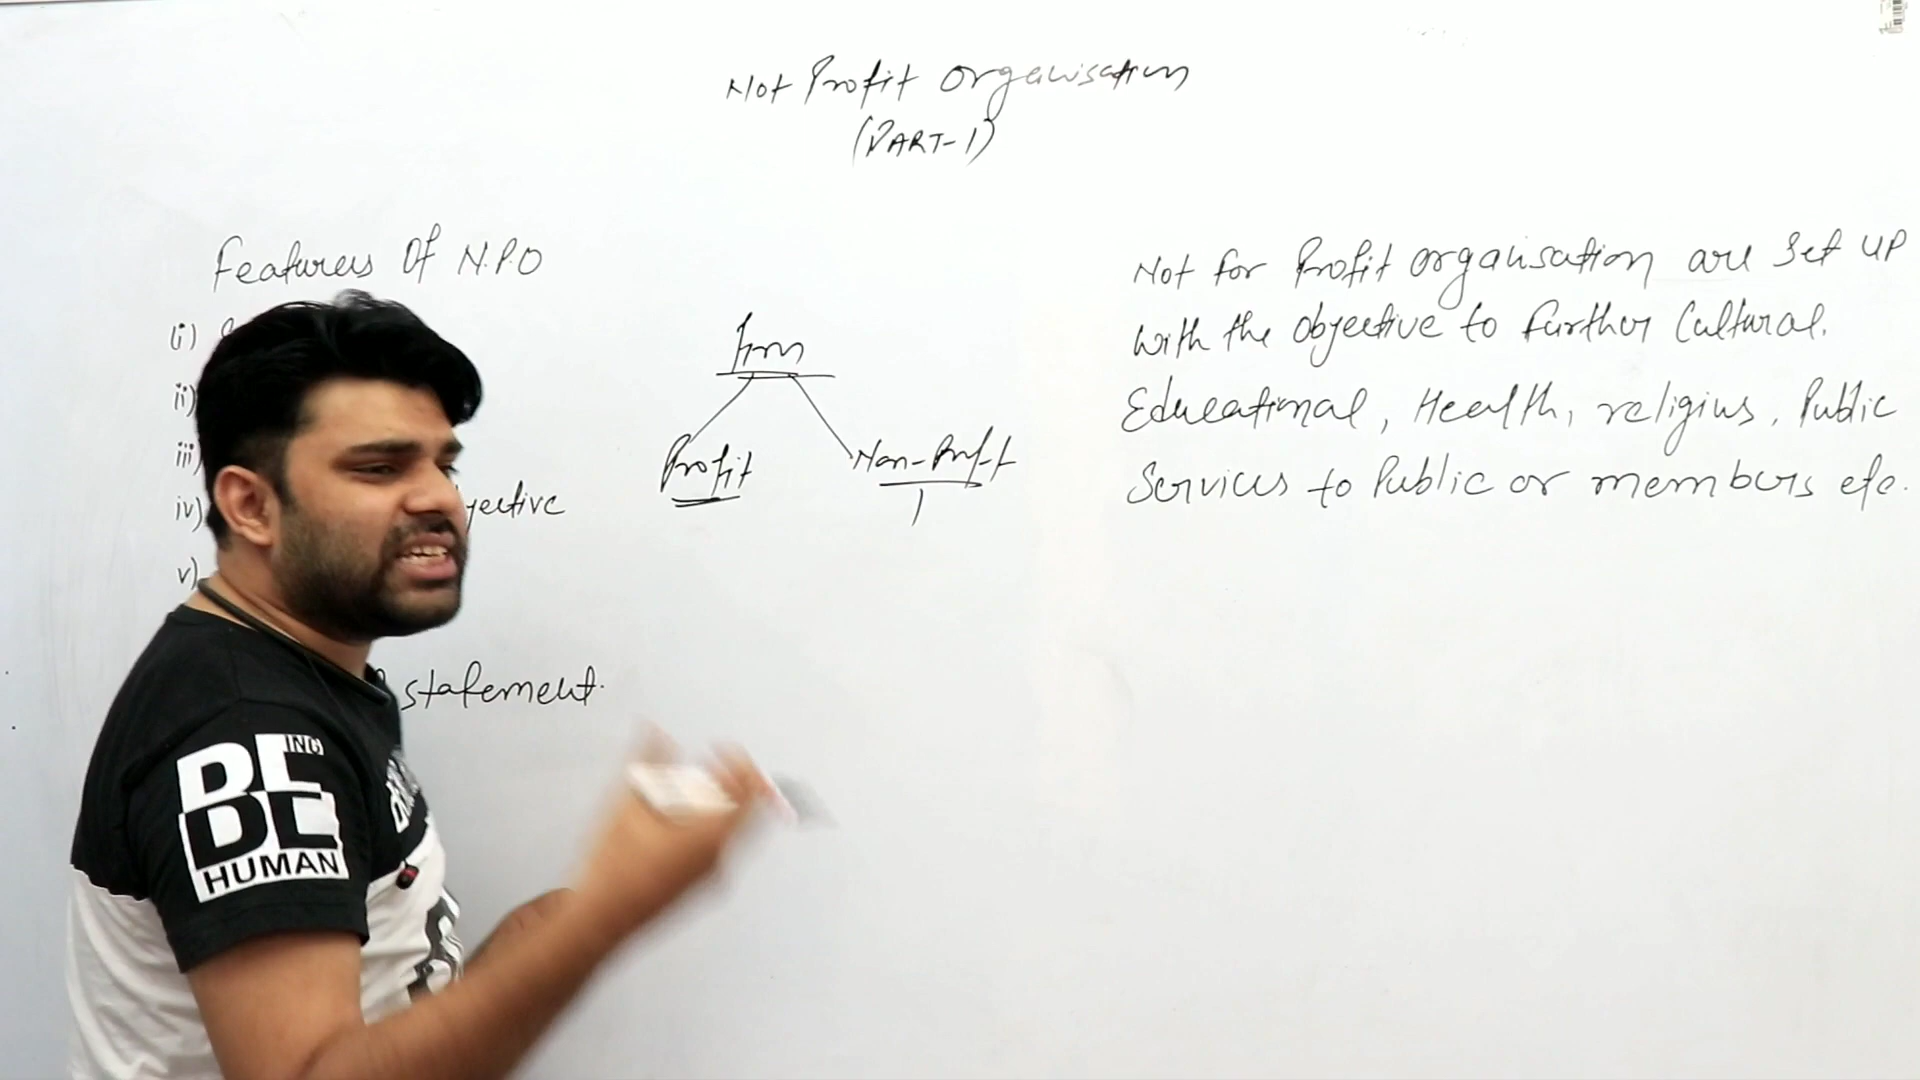 Not Profit Organisation
(PART-1)
Features Of N.P.O
(i)
ii)
iii)
iv) jective
v)
statement.
Firm
Profit Non-Profit
Not for Profit organisation are set up
with the objective to further Cultural,
Educational, Health, religius, Public
Services to Public or members etc.
BEING
HUMAN